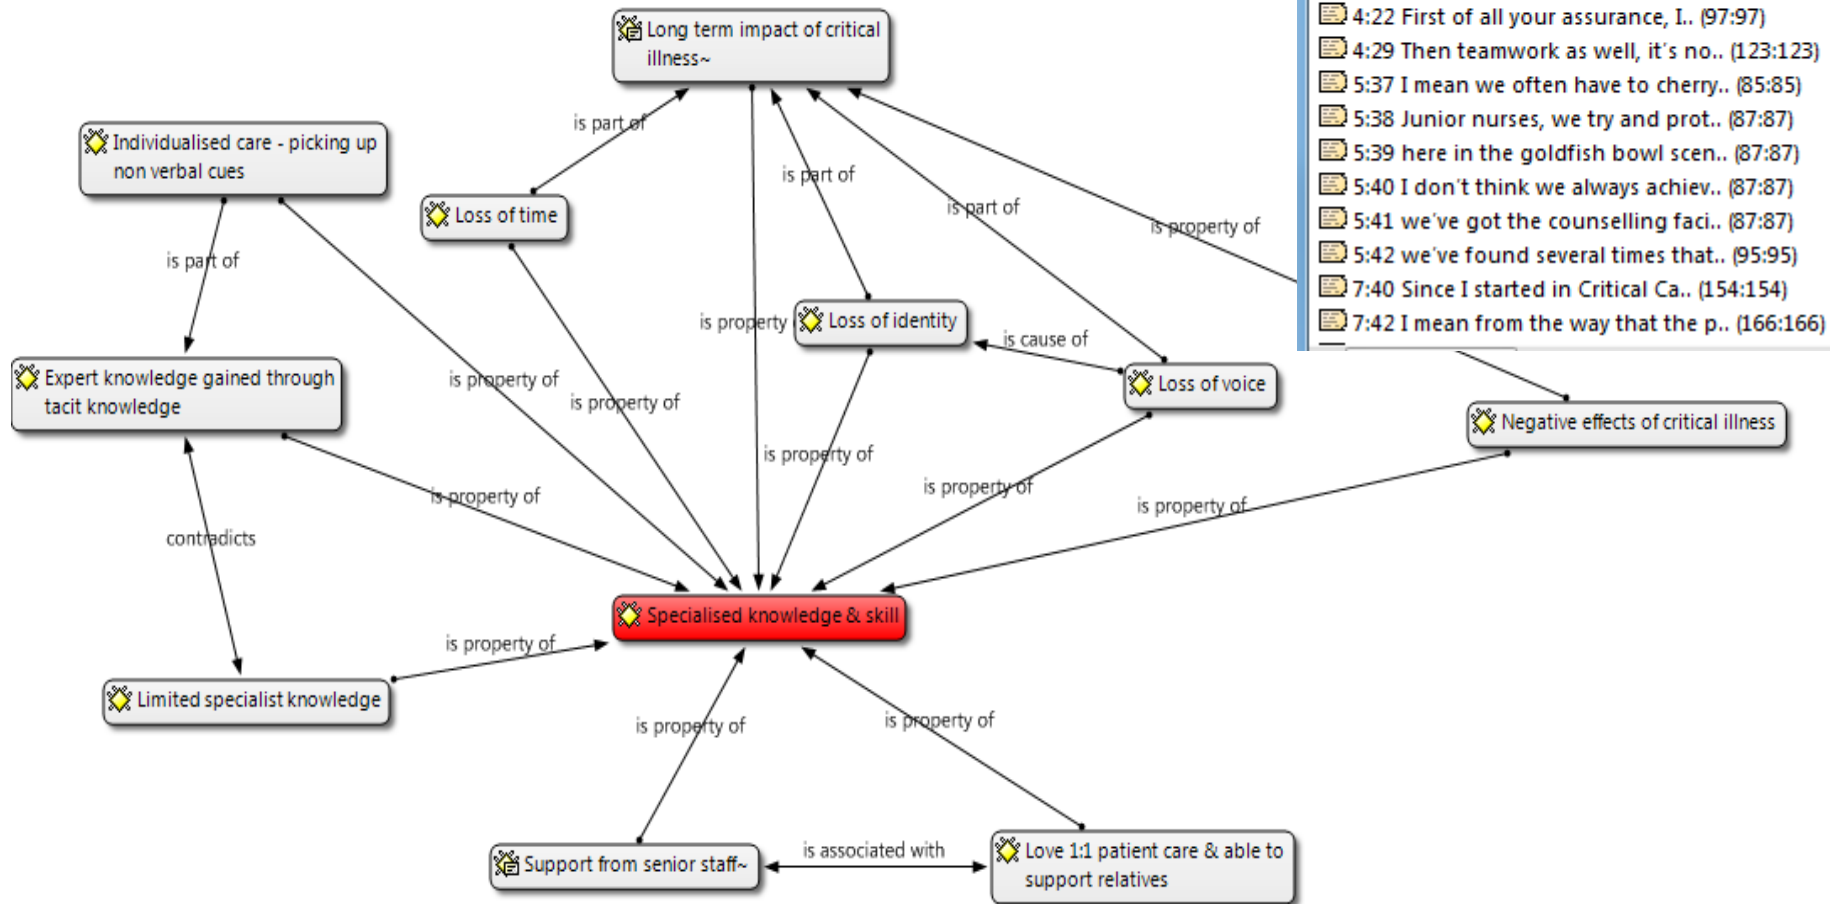 Long term impact of critical
illness~
4:22 First of all your assurance, I.. (97:97)
4:29 Then teamwork as well, it's no.. (123:123)
5:37 I mean we often have to cherry.. (85:85)
5:38 Junior nurses, we try and prot.. (87:87)
5:39 here in the goldfish bowl scen.. (87:87)
5:40 I don't think we always achiev.. (87:87)
5:41 we've got the counselling faci.. (87:87)
5:42 we've found several times that.. (95:95)
7:40 Since I started in Critical Ca.. (154:154)
7:42 I mean from the way that the p.. (166:166)
is part of
Individualised care - picking up
non verbal cues
is part of
Loss of time
is part of
is property of
is part of
is property
Loss of identity
is cause of
Loss of voice
Expert knowledge gained through
tacit knowledge
is property of
is property of
Negative effects of critical illness
is property of
is property of
is property of
is property of
contradicts
Specialised knowledge & skill
is property of
Limited specialist knowledge
is property of
is property of
Support from senior staff~
is associated with
Love 1:1 patient care & able to
support relatives